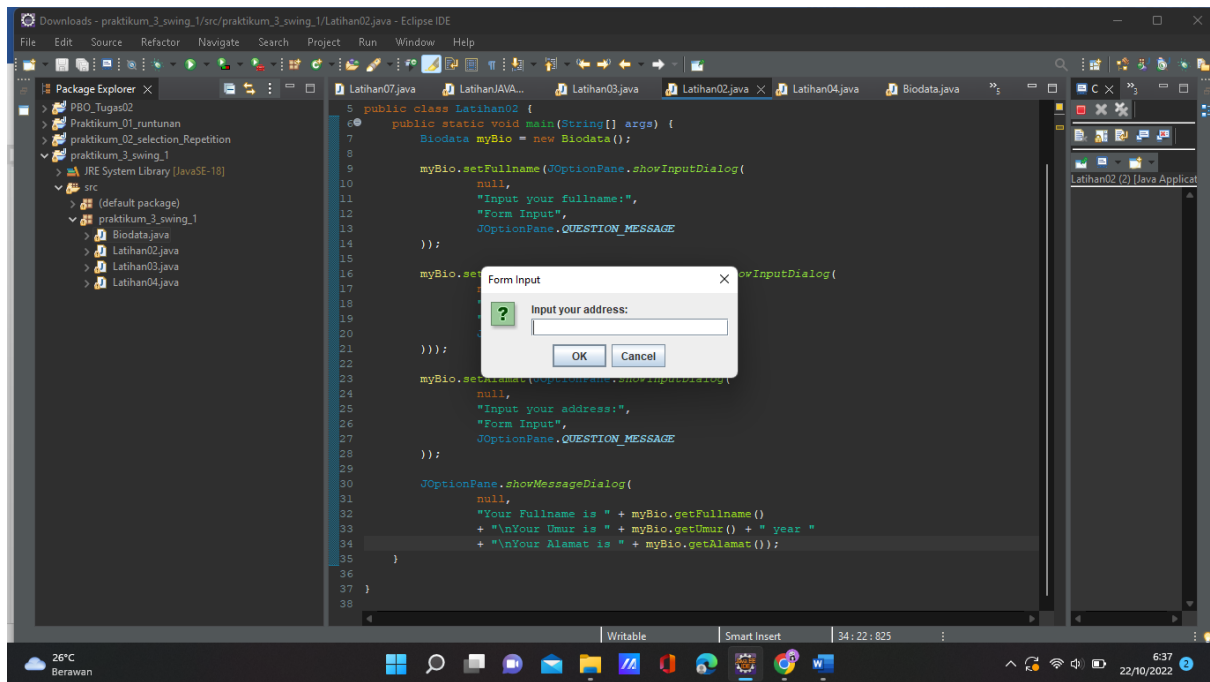 Downloads - praktikum_3_swing_1/src/praktikum_3_swing_1/Latihan02.java - Eclipse IDE
File Edit Source Refactor Navigate Search Project Run Window Help
Package Explorer
PBO_Tugas02
Praktikum_01_runtunan
praktikum_02_selection_Repetition
praktikum_3_swing_1
JRE System Library [JavaSE-18]
src
(default package)
praktikum_3_swing_1
Biodata.java
Latihan02.java
Latihan03.java
Latihan04.java
Latihan07.java LatihanJAVA... Latihan03.java Latihan02.java Latihan04.java Biodata.java »5
5 public class Latihan02 {
6 public static void main(String[] args) {
7 Biodata myBio = new Biodata();
8
9 myBio.setFullname(JOptionPane.showInputDialog(
10 null,
11 "Input your fullname:",
12 "Form Input",
13 JOptionPane.QUESTION_MESSAGE
14 ));
15
16 myBio.set owInputDialog(
17
18 "
19 "
20
21 )));
22
23 myBio.setAlamat(JOptionPane.showInputDialog(
24 null,
25 "Input your address:",
26 "Form Input",
27 JOptionPane.QUESTION_MESSAGE
28 ));
29
30 JOptionPane.showMessageDialog(
31 null,
32 "Your Fullname is " + myBio.getFullname()
33 + "\nYour Umur is " + myBio.getUmur() + " year "
34 + "\nYour Alamat is " + myBio.getAlamat());
35 }
36
37 }
38
Form Input
?
Input your address:
OK Cancel
C »3
Latihan02 (2) [Java Applicat
Writable Smart Insert 34 : 22 : 825
26°C
Berawan
6:37
22/10/2022
2